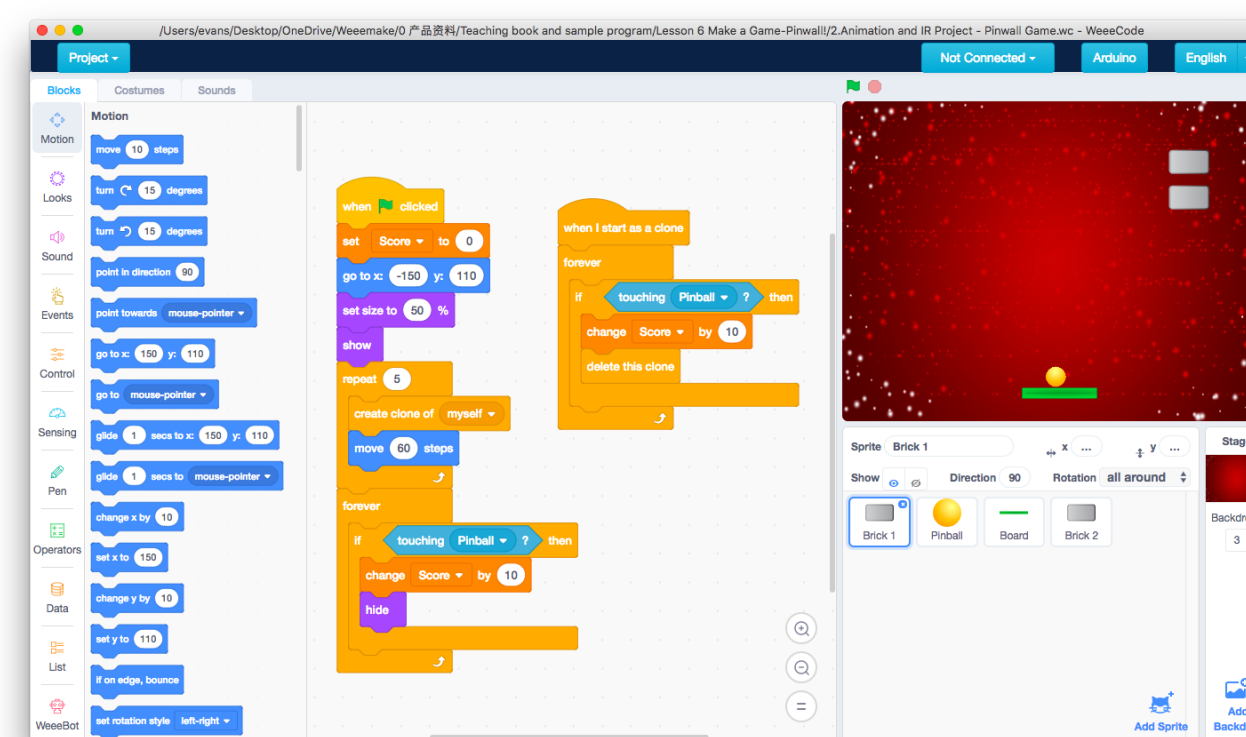 /Users/evans/Desktop/OneDrive/Weeemake/0 产品资料/Teaching book and sample program/Lesson 6 Make a Game-Pinwall!/2.Animation and IR Project - Pinwall Game.wc - WeeeCode
Project
Not Connected
Arduino
English
Blocks
Costumes
Sounds
Motion
Looks
Sound
Events
Control
Sensing
Pen
Operators
Data
List
WeeeBot
Motion
move 10 steps
turn 15 degrees
turn 15 degrees
point in direction 90
point towards mouse-pointer
go to x: 150 y: 110
go to mouse-pointer
glide 1 secs to x: 150 y: 110
glide 1 secs to mouse-pointer
change x by 10
set x to 150
change y by 10
set y to 110
if on edge, bounce
set rotation style left-right
when clicked
set Score to 0
go to x: -150 y: 110
set size to 50 %
show
repeat 5
create clone of myself
move 60 steps
forever
if touching Pinball ? then
change Score by 10
hide
when I start as a clone
forever
if touching Pinball ? then
change Score by 10
delete this clone
Sprite Brick 1 x ... y ...
Show Direction 90 Rotation all around
Brick 1
Pinball
Board
Brick 2
Add Sprite
Stag
Backdr
3
Add
Backd